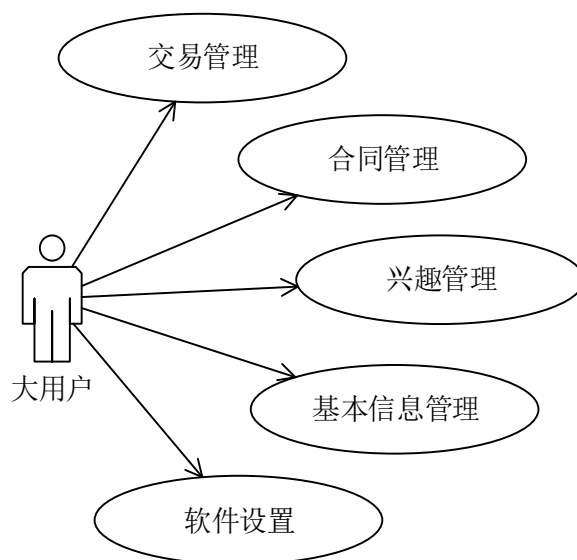 交易管理
合同管理
兴趣管理
大用户
基本信息管理
软件设置